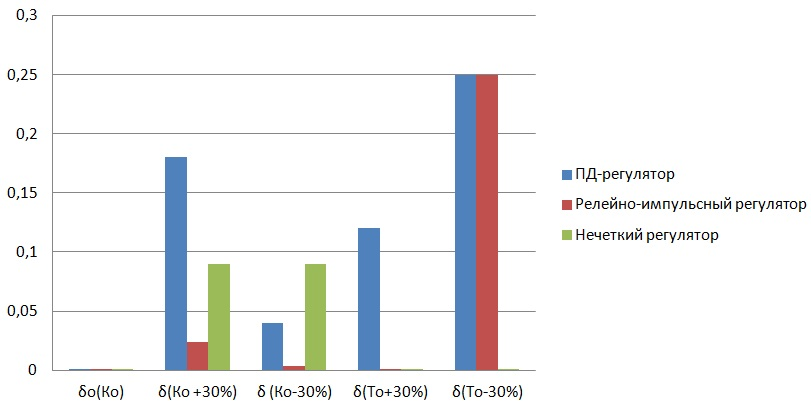 0,3
0,25
0,2
0,15
0,1
0,05
0
δо(Ко)
δ(Ко +30%)
δ (Ко-30%)
δ(То+30%)
δ(То-30%)
ПД-регулятор
Релейно-импульсный регулятор
Нечеткий регулятор